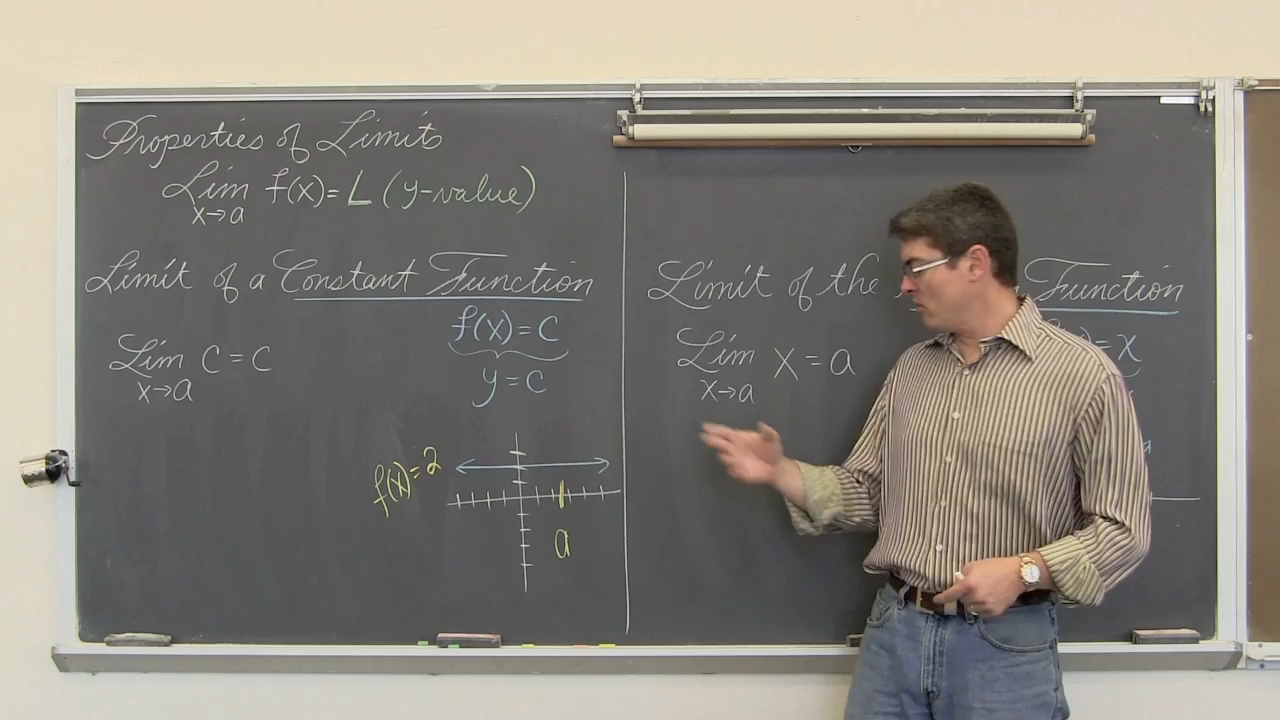 Properties of Limits
Lim f(x) = L (y-value)
x→a
Limit of a Constant Function
f(x) = C
Lim C = C
x→a
y = C
f(x) = 2
a
Limit of the Function
= x
Lim X = a
x→a